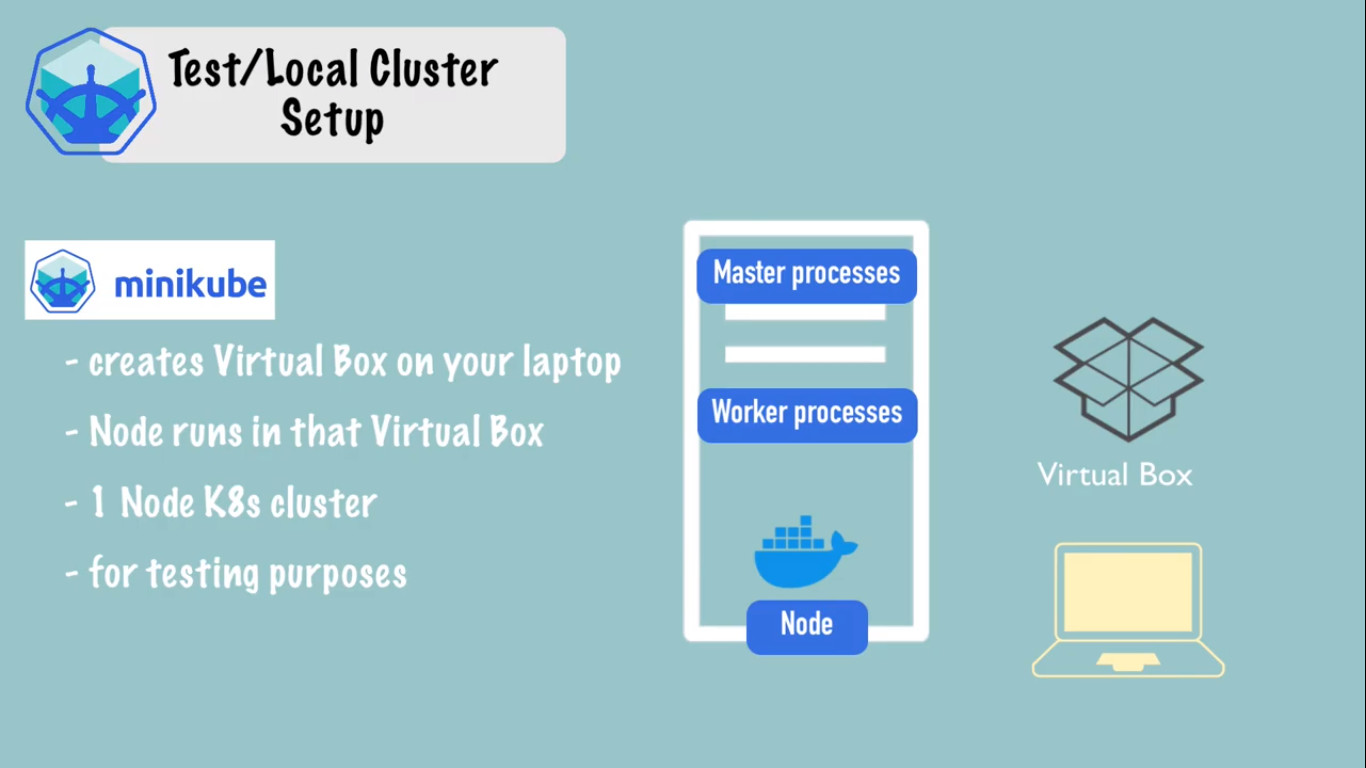 Test/Local Cluster
Setup
minikube
- creates Virtual Box on your laptop
- Node runs in that Virtual Box
- 1 Node K8s cluster
- for testing purposes
Master processes
Worker processes
Node
Virtual Box